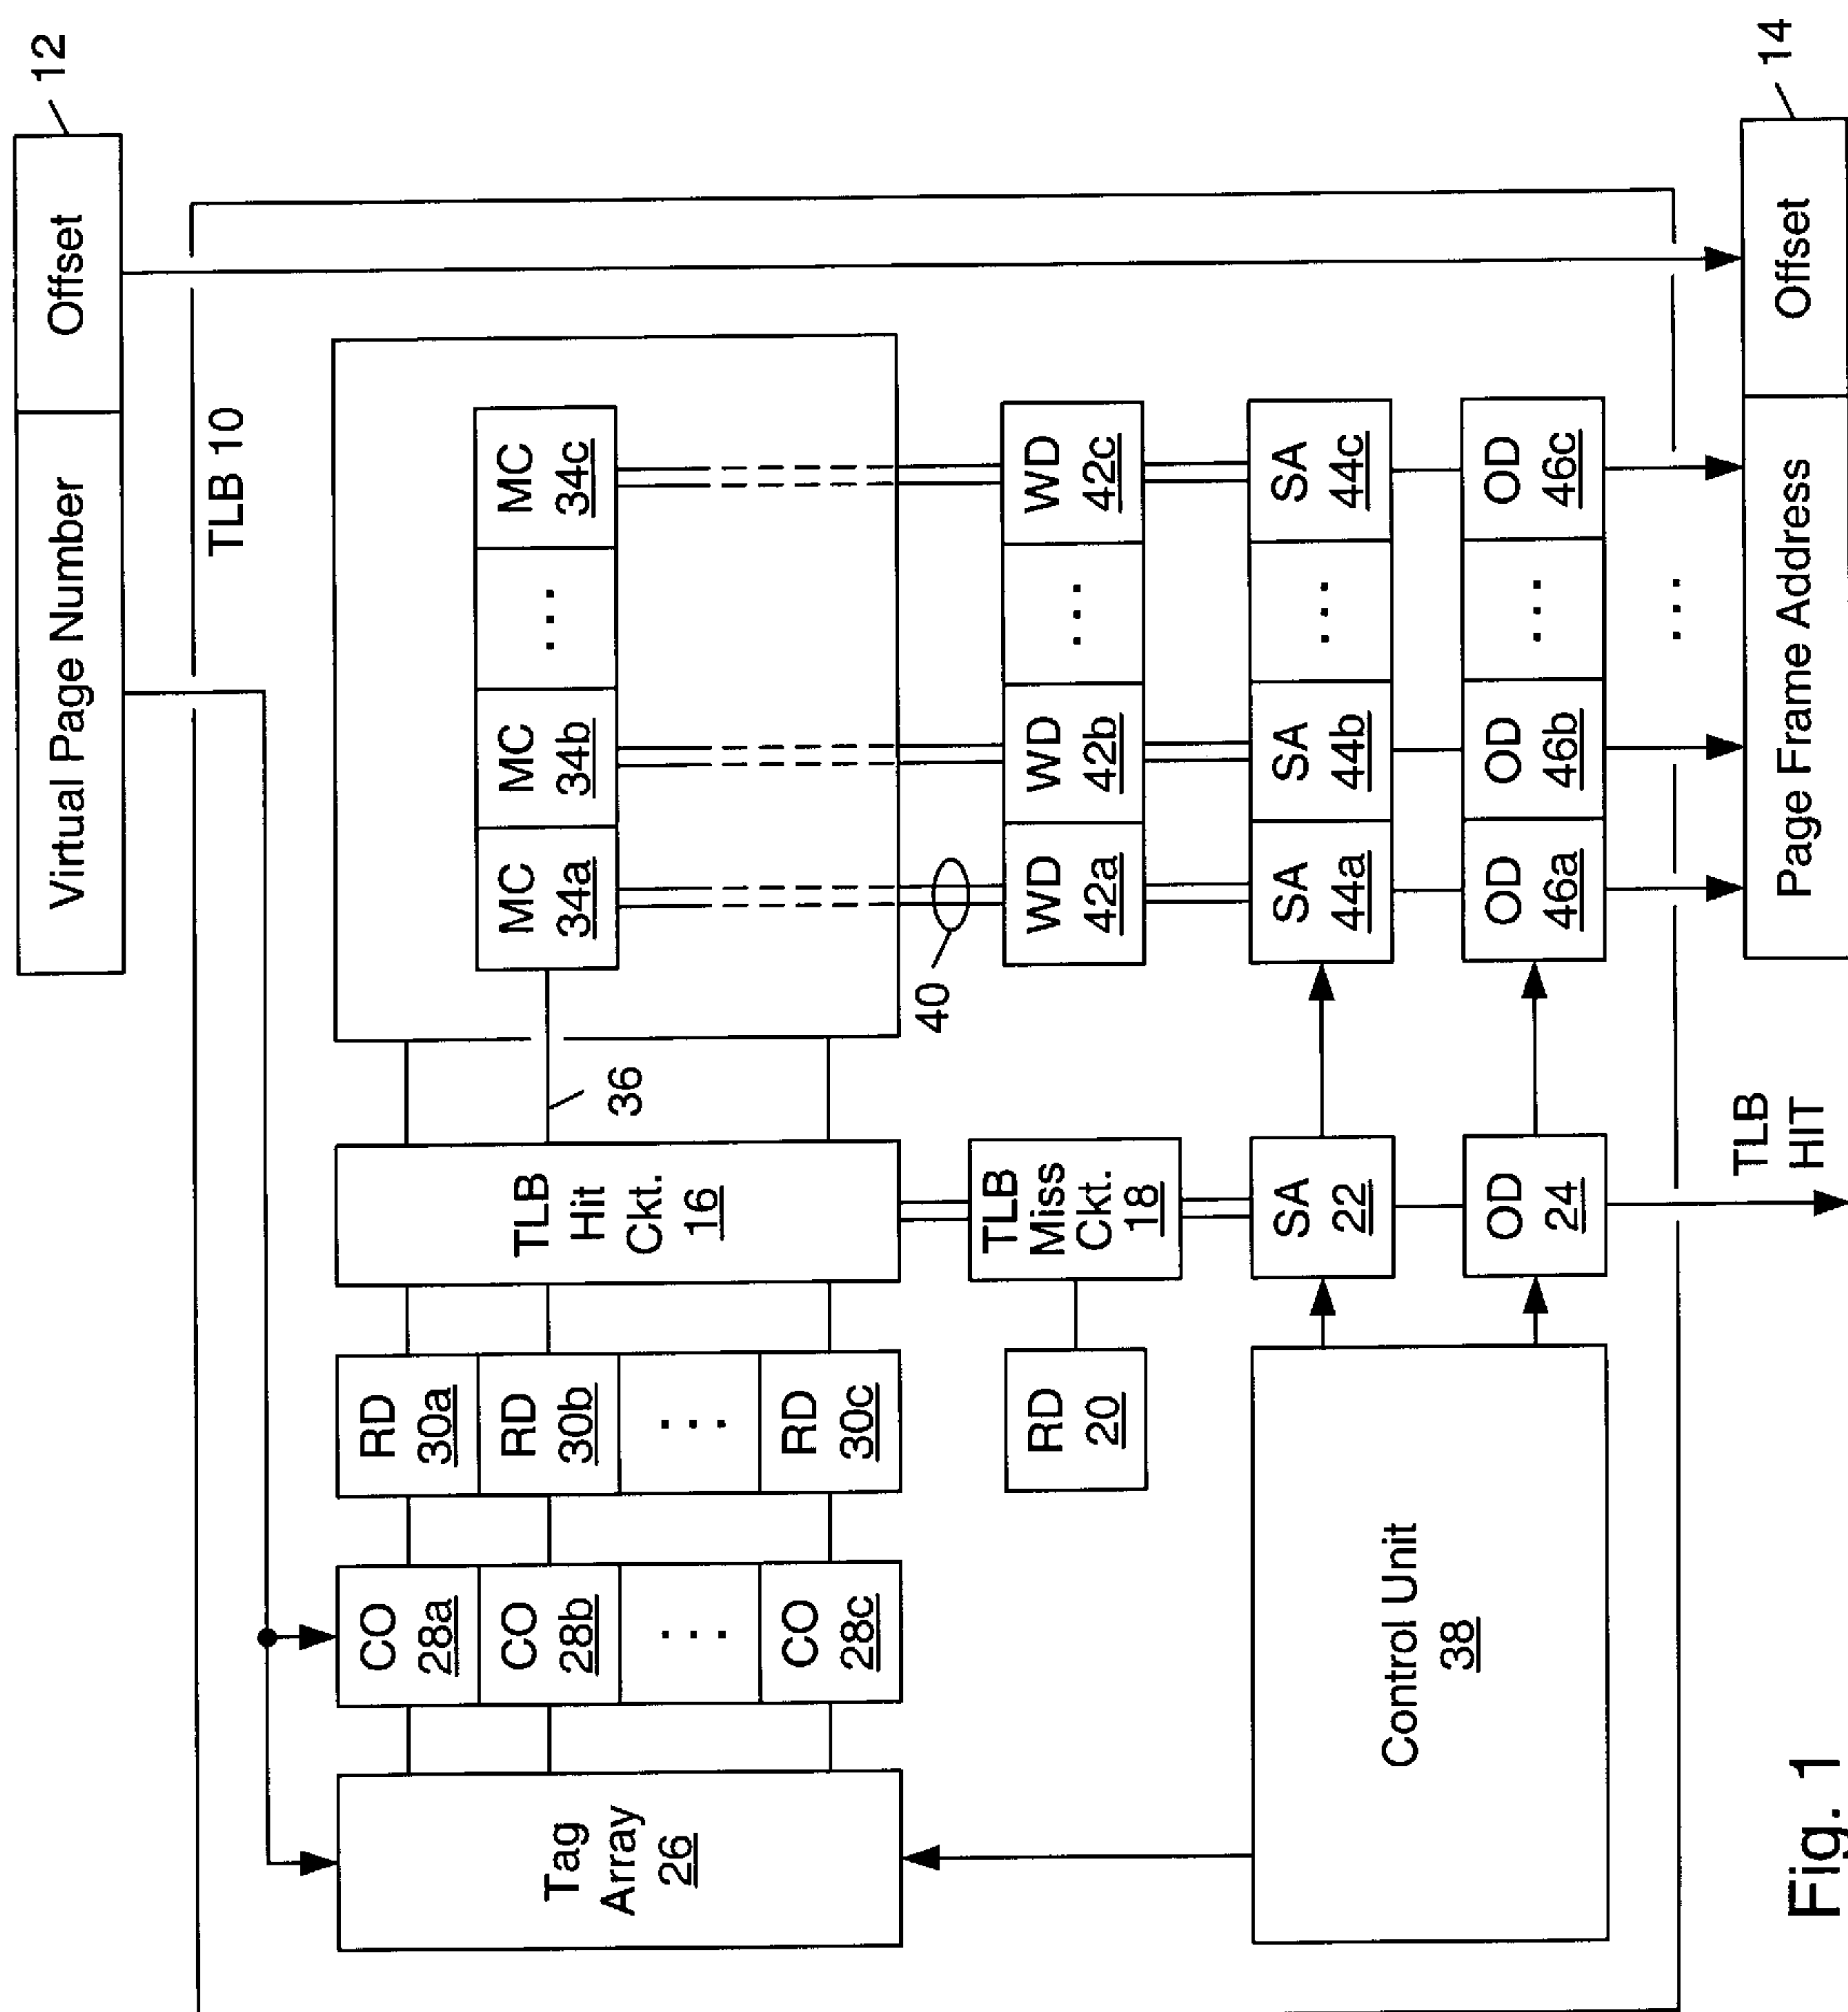 12
Virtual Page Number
Offset
TLB 10
Tag
Array
26
CO
28a
CO
28b
...
CO
28c
RD
30a
RD
30b
...
RD
30c
TLB
Hit
Ckt.
16
36
MC
34a
MC
34b
...
MC
34c
40
RD
20
TLB
Miss
Ckt.
18
WD
42a
WD
42b
...
WD
42c
Control Unit
38
SA
22
SA
44a
SA
44b
...
SA
44c
OD
24
OD
46a
OD
46b
...
OD
46c
...
TLB
HIT
Page Frame Address
Offset
14
Fig. 1